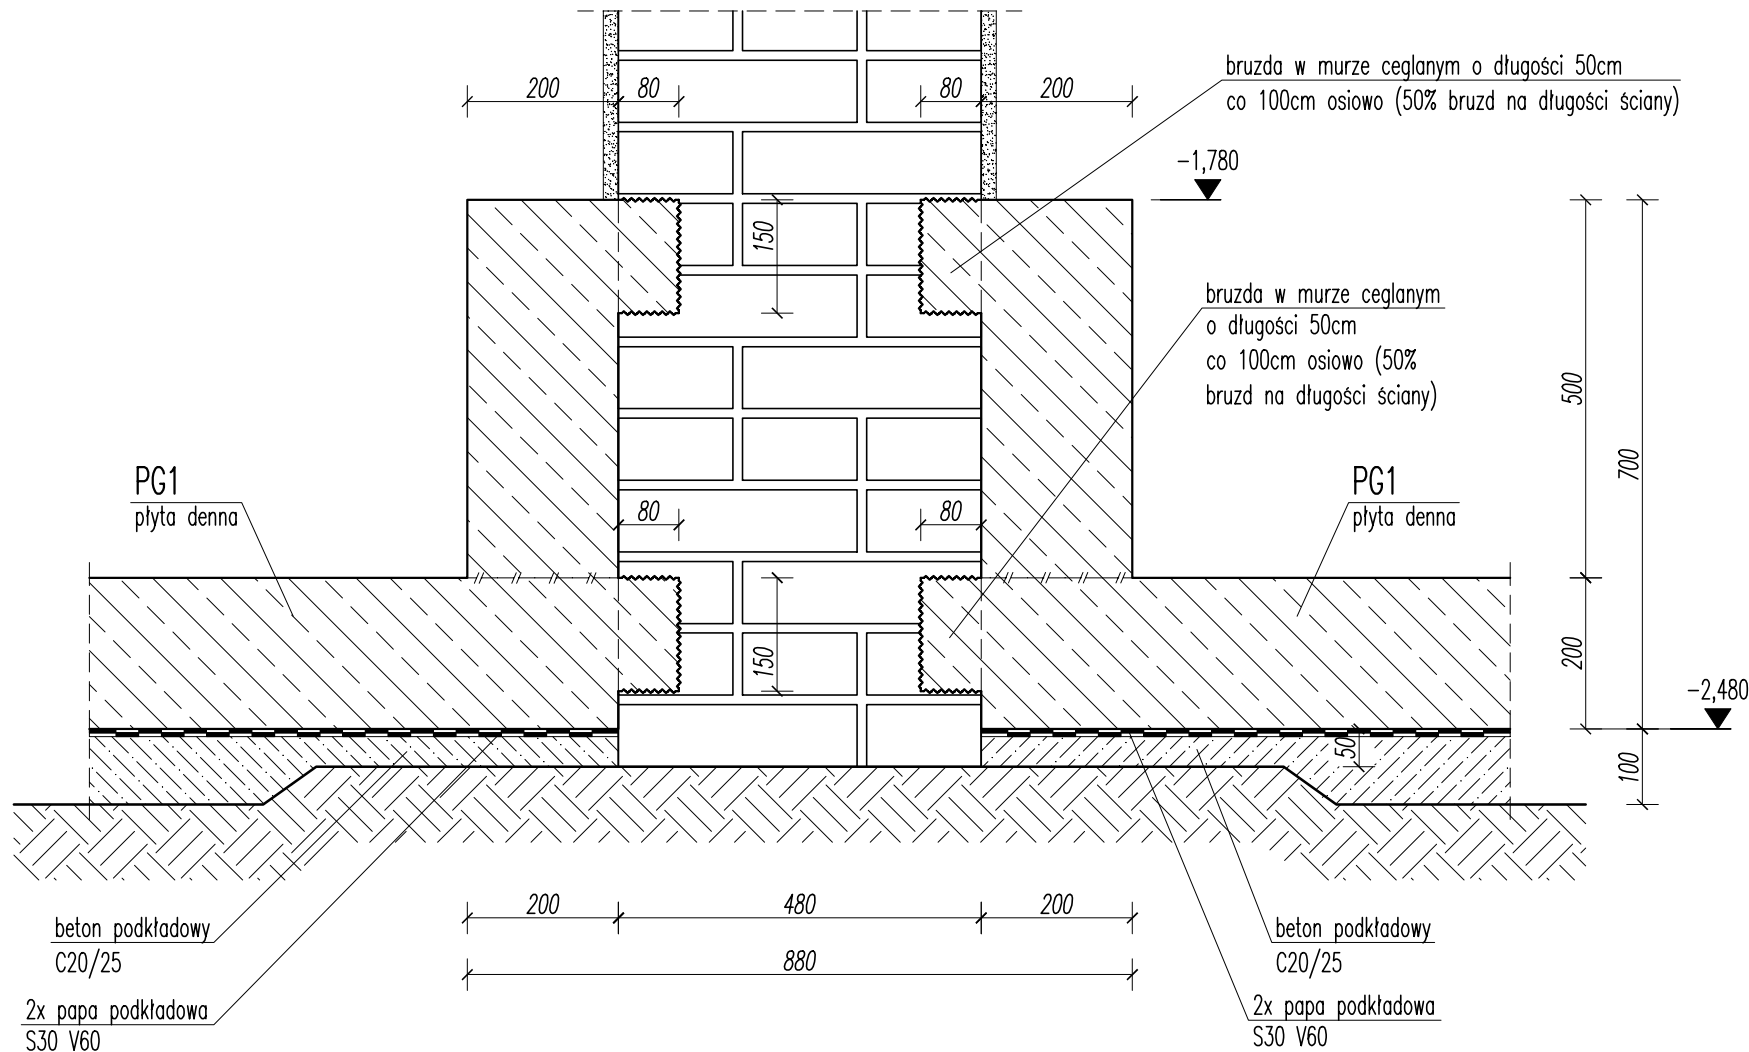 200
80
80
200
bruzda w murze ceglanym o długości 50cm
co 100cm osiowo (50% bruzd na długości ściany)
-1,780
150
bruzda w murze ceglanym
o długości 50cm
co 100cm osiowo (50%
bruzd na długości ściany)
500
700
PG1
płyta denna
80
80
PG1
płyta denna
150
200
-2,480
50
100
200
480
200
880
beton podkładowy
C20/25
2x papa podkładowa
S30 V60
beton podkładowy
C20/25
2x papa podkładowa
S30 V60